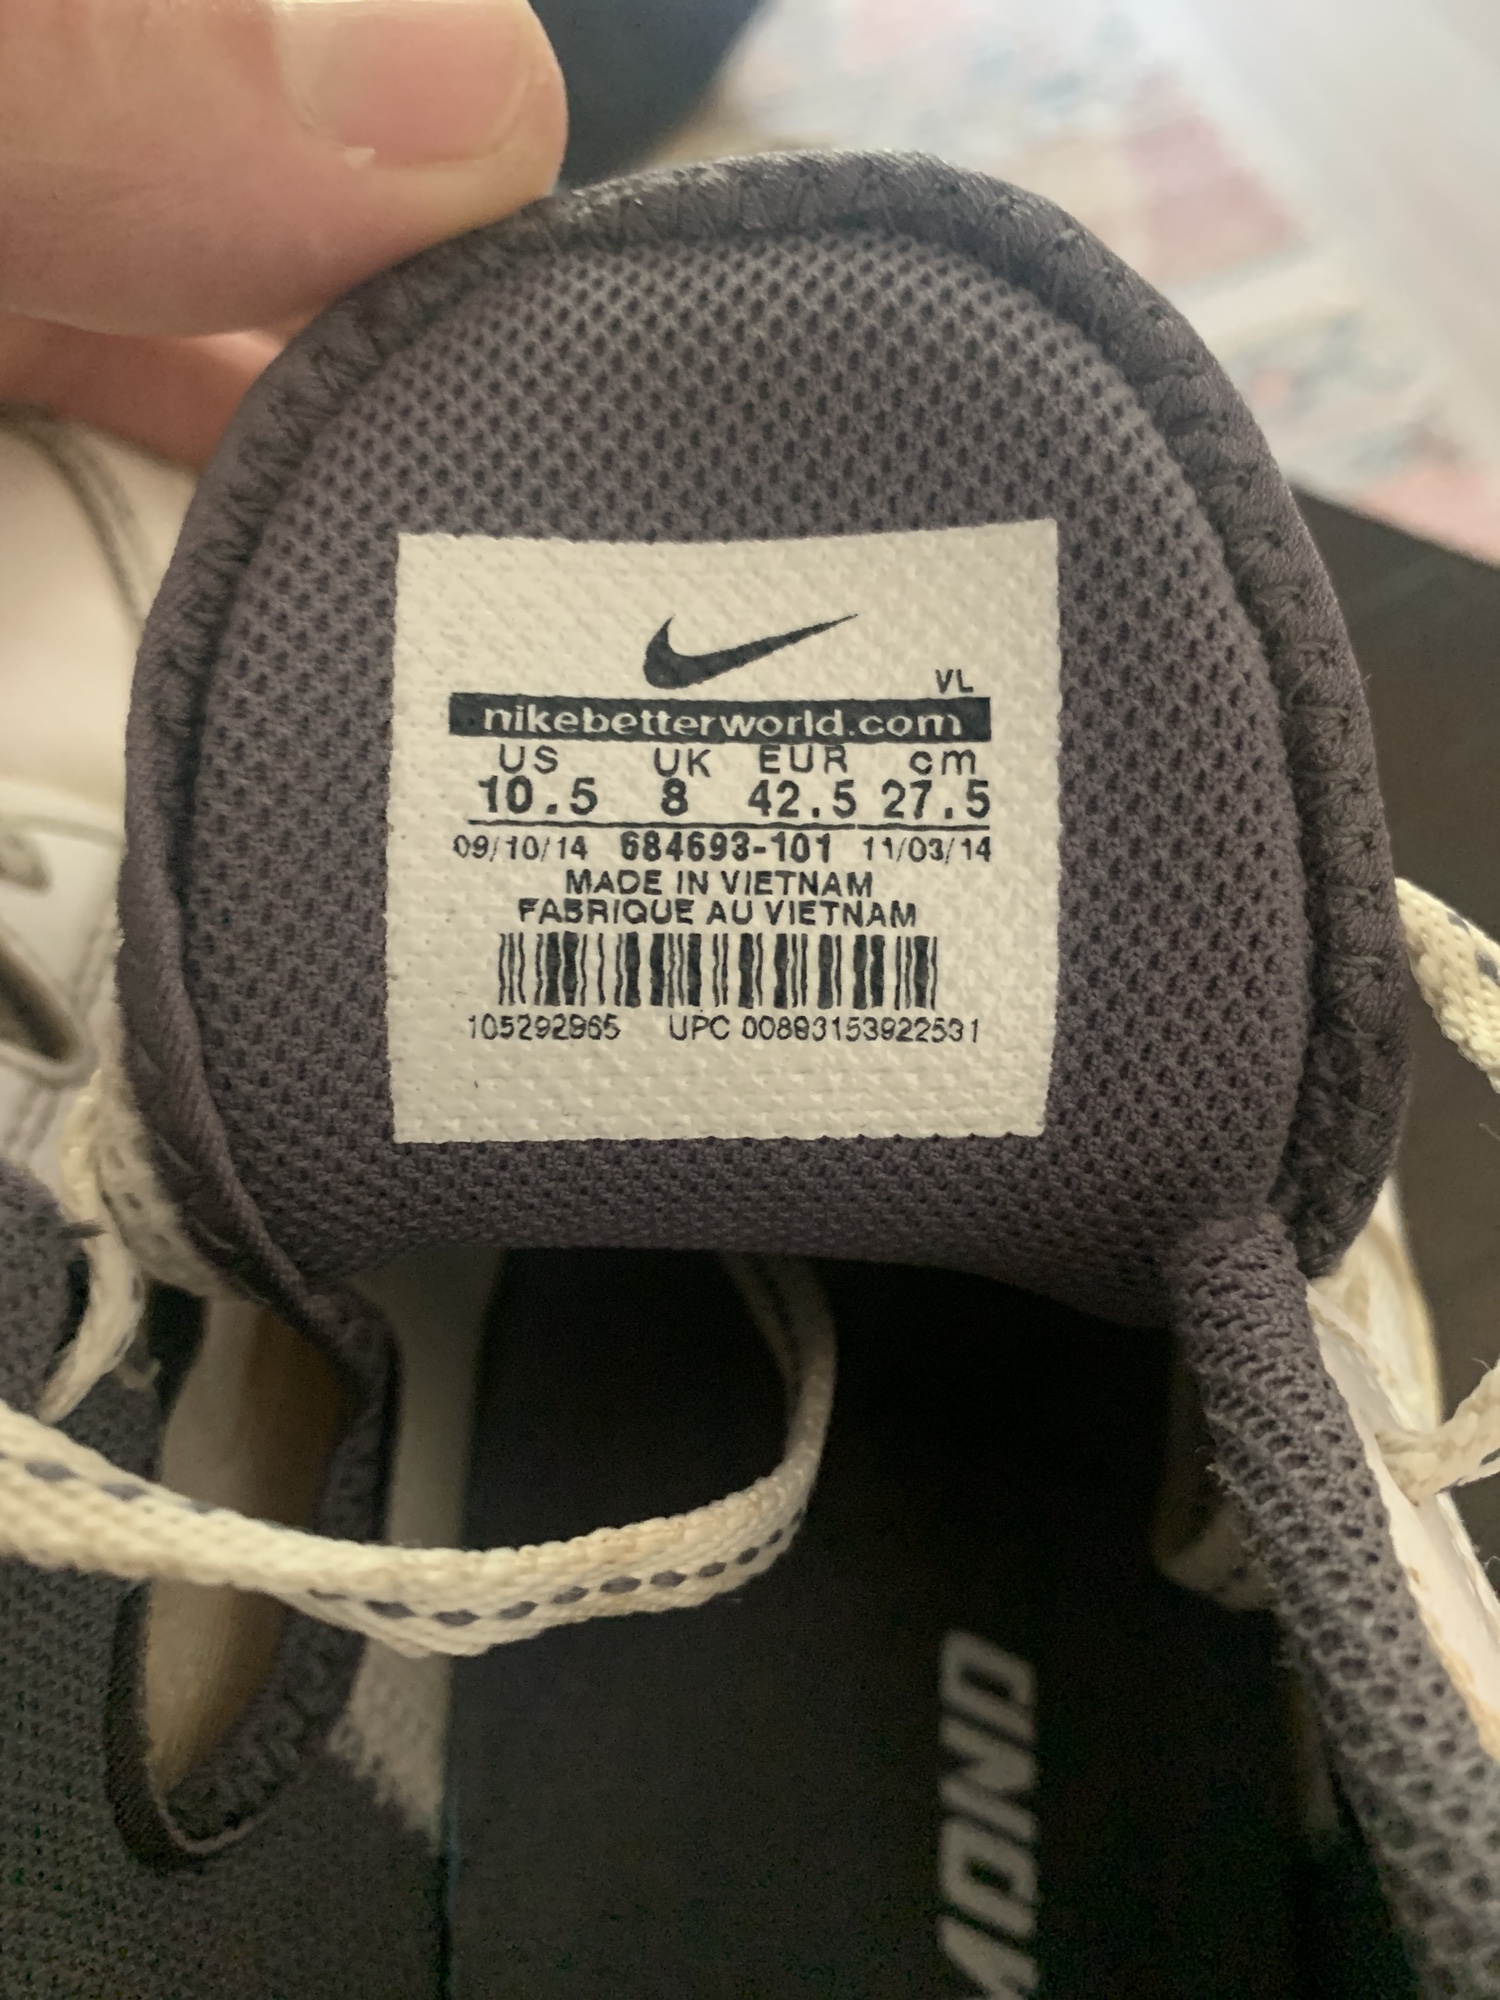 VL
nikebetterworld.com
US UK EUR cm
10.5 8 42.5 27.5
09/10/14 684693-101 11/03/14
MADE IN VIETNAM
FABRIQUE AU VIETNAM
105292965 UPC 00883153922531
MOND